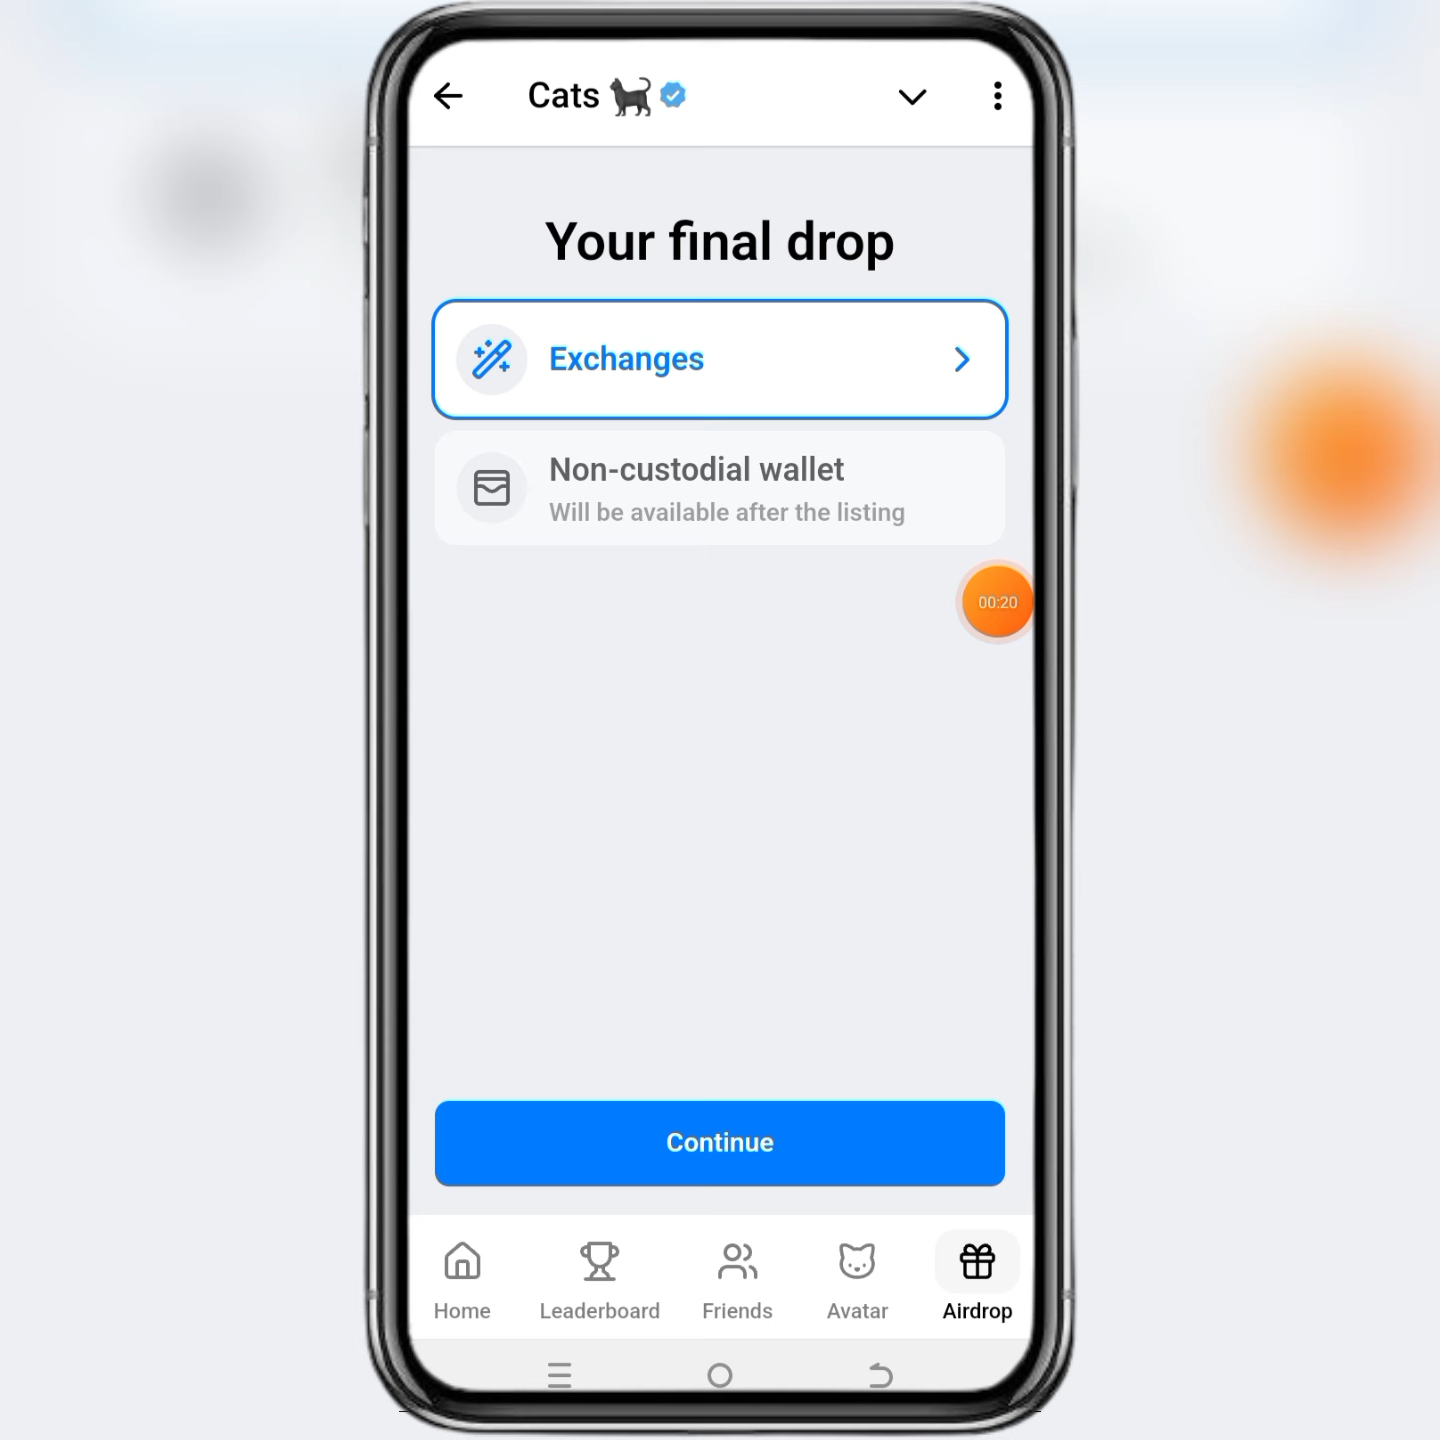 Cats
Your final drop
Exchanges
Non-custodial wallet
Will be available after the listing
00:20
Continue
Home Leaderboard Friends Avatar Airdrop